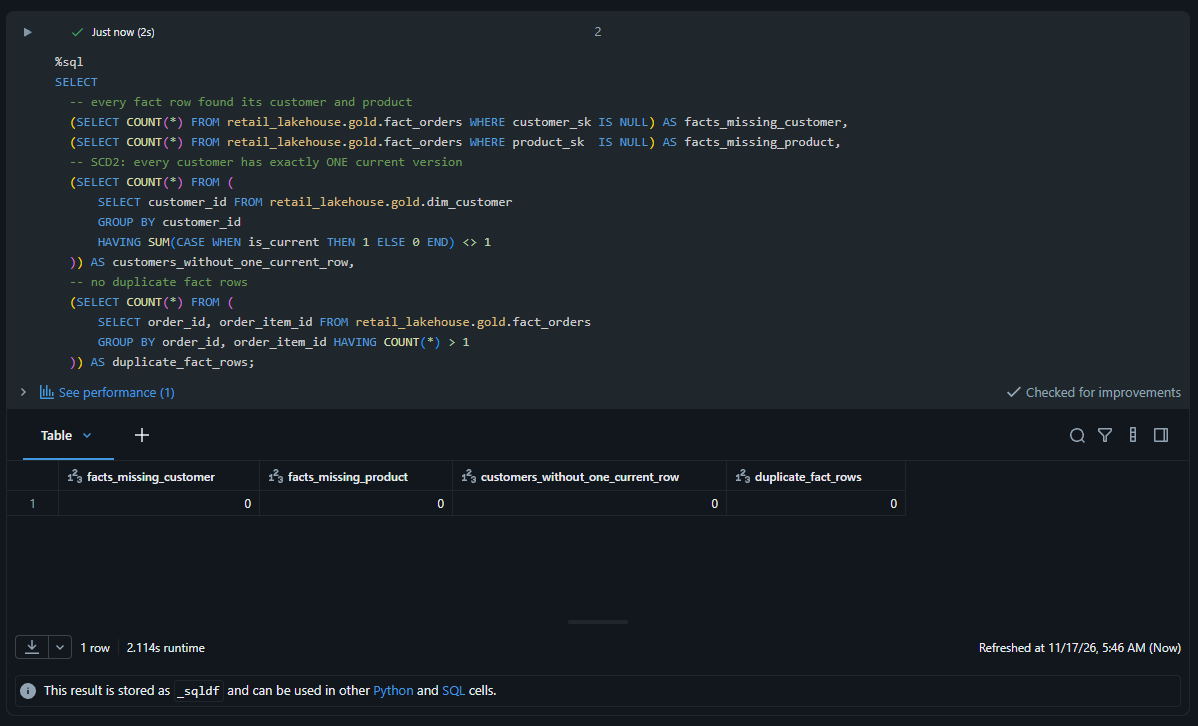 Just now (2s)
2
%sql
SELECT
-- every fact row found its customer and product
(SELECT COUNT(*) FROM retail_lakehouse.gold.fact_orders WHERE customer_sk IS NULL) AS facts_missing_customer,
(SELECT COUNT(*) FROM retail_lakehouse.gold.fact_orders WHERE product_sk  IS NULL) AS facts_missing_product,
-- SCD2: every customer has exactly ONE current version
(SELECT COUNT(*) FROM (
SELECT customer_id FROM retail_lakehouse.gold.dim_customer
GROUP BY customer_id
HAVING SUM(CASE WHEN is_current THEN 1 ELSE 0 END) <> 1
)) AS customers_without_one_current_row,
-- no duplicate fact rows
(SELECT COUNT(*) FROM (
SELECT order_id, order_item_id FROM retail_lakehouse.gold.fact_orders
GROUP BY order_id, order_item_id HAVING COUNT(*) > 1
)) AS duplicate_fact_rows;
See performance (1)
Checked for improvements
Table
facts_missing_customer facts_missing_product customers_without_one_current_row duplicate_fact_rows
1 0 0 0 0
1 row 2.114s runtime
Refreshed at 11/17/26, 5:46 AM (Now)
This result is stored as _sqldf and can be used in other Python and SQL cells.